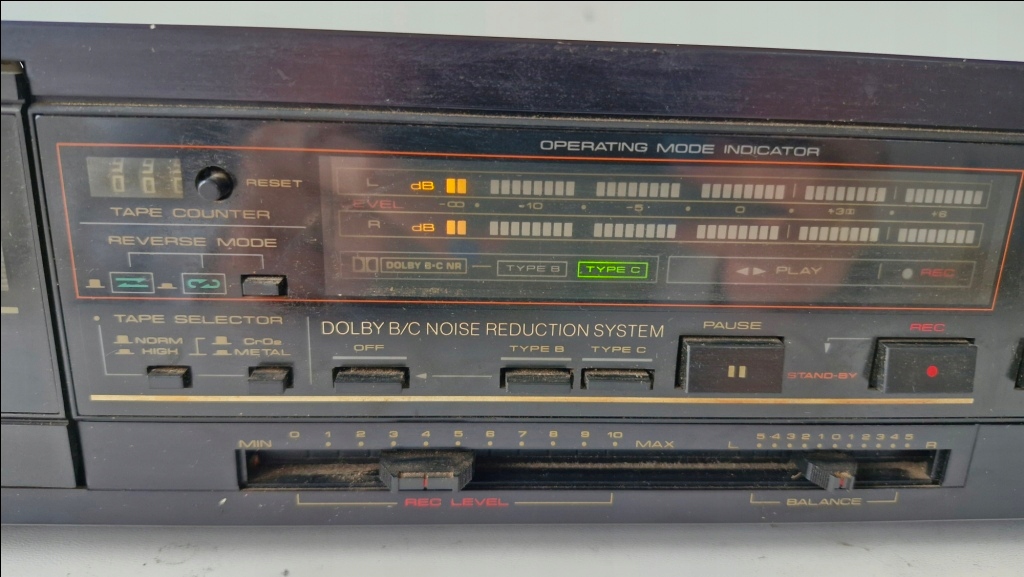 OPERATING MODE INDICATOR
RESET
TAPE COUNTER
L dB
LEVEL -∞ • -10 • -5 • 0 • +3 • +6
R dB
REVERSE MODE
DOLBY B·C NR TYPE B TYPE C
◀▶ PLAY ● REC
TAPE SELECTOR
NORM CrO2
HIGH METAL
DOLBY B/C NOISE REDUCTION SYSTEM
OFF TYPE B TYPE C
PAUSE
REC
STAND-BY
MIN 0 1 2 3 4 5 6 7 8 9 10 MAX
L 5 4 3 2 1 0 1 2 3 4 5 R
REC LEVEL
BALANCE